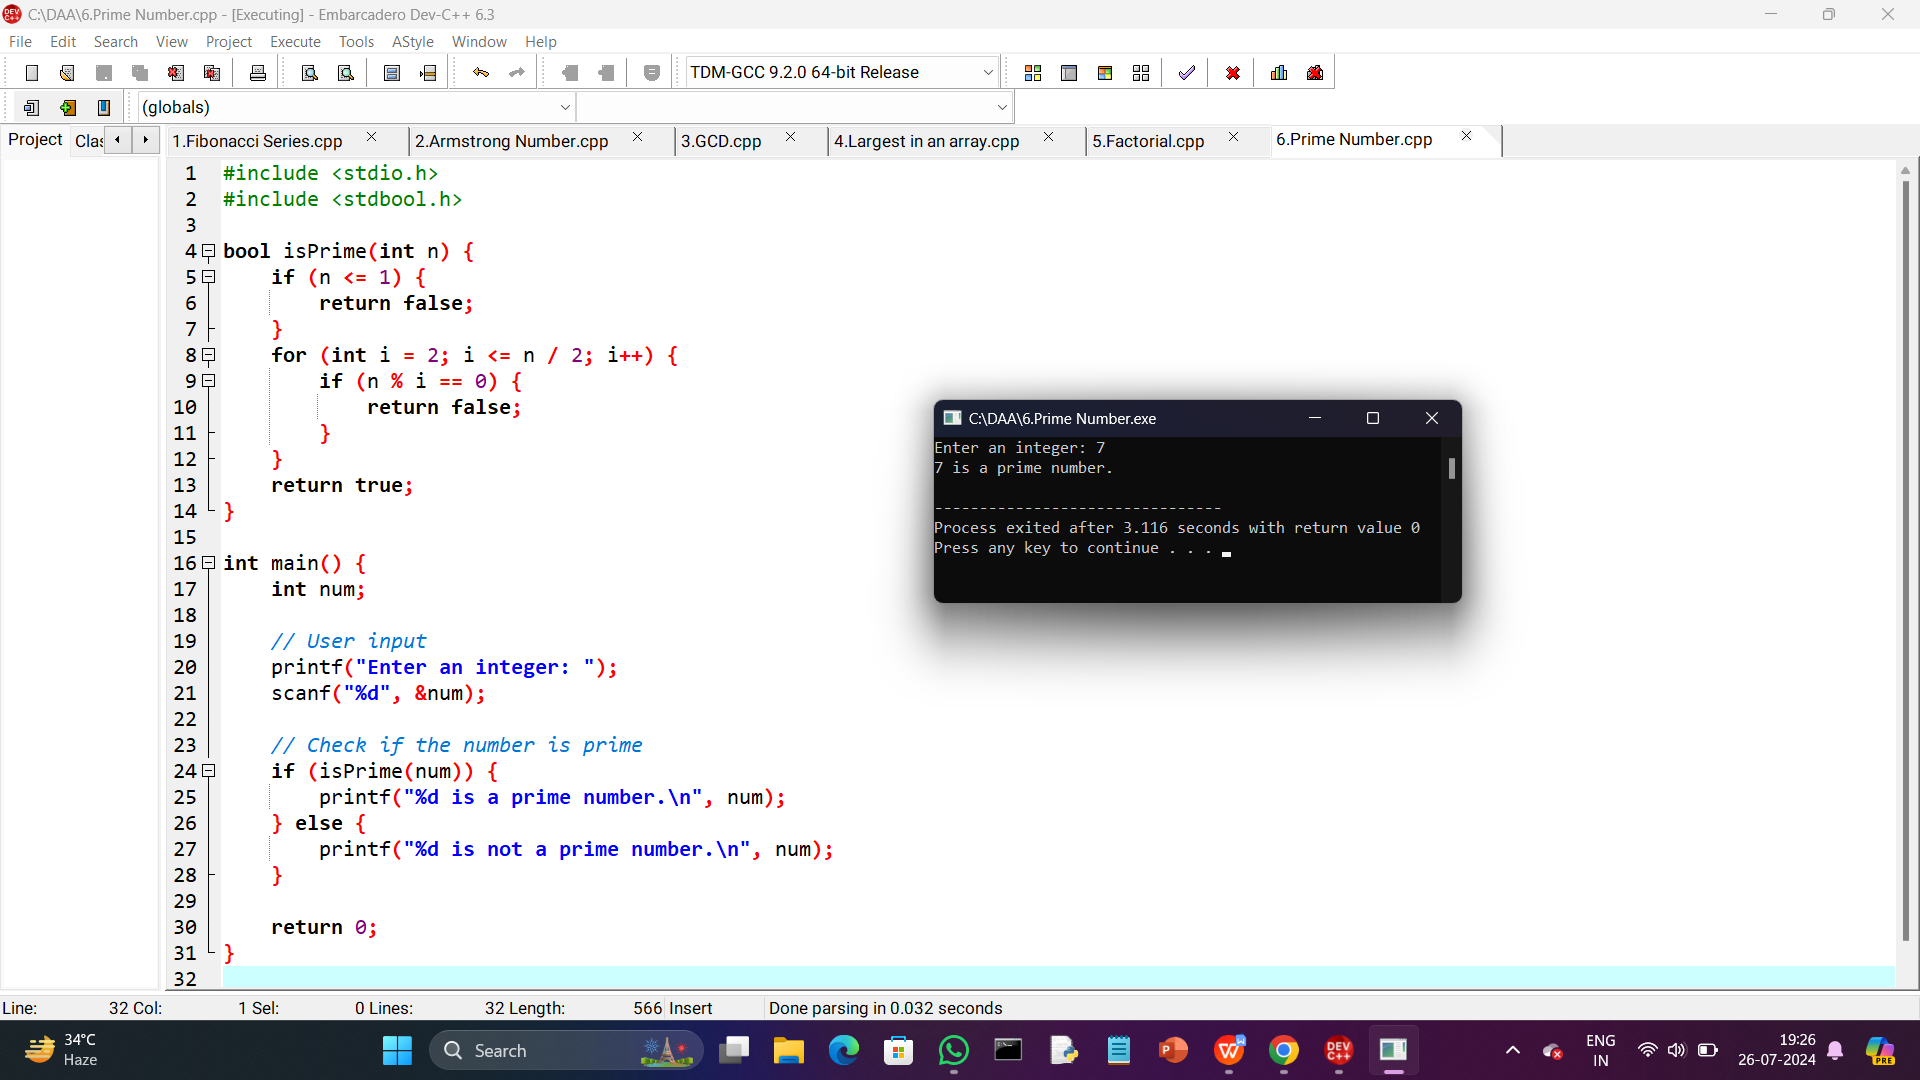 C:\DAA\6.Prime Number.cpp - [Executing] - Embarcadero Dev-C++ 6.3
File Edit Search View Project Execute Tools AStyle Window Help
TDM-GCC 9.2.0 64-bit Release
(globals)
Project Clas 1.Fibonacci Series.cpp 2.Armstrong Number.cpp 3.GCD.cpp 4.Largest in an array.cpp 5.Factorial.cpp 6.Prime Number.cpp
1 #include <stdio.h>
2 #include <stdbool.h>
3
4 bool isPrime(int n) {
5 if (n <= 1) {
6 return false;
7 }
8 for (int i = 2; i <= n / 2; i++) {
9 if (n % i == 0) {
10 return false;
11 }
12 }
13 return true;
14 }
15
16 int main() {
17 int num;
18
19 // User input
20 printf("Enter an integer: ");
21 scanf("%d", &num);
22
23 // Check if the number is prime
24 if (isPrime(num)) {
25 printf("%d is a prime number.\n", num);
26 } else {
27 printf("%d is not a prime number.\n", num);
28 }
29
30 return 0;
31 }
32
C:\DAA\6.Prime Number.exe
Enter an integer: 7
7 is a prime number.
--------------------------------
Process exited after 3.116 seconds with return value 0
Press any key to continue . . .
Line: 32 Col: 1 Sel: 0 Lines: 32 Length: 566 Insert Done parsing in 0.032 seconds
34°C
Haze
Search
DEV C++
ENG
IN
19:26
26-07-2024
PRE